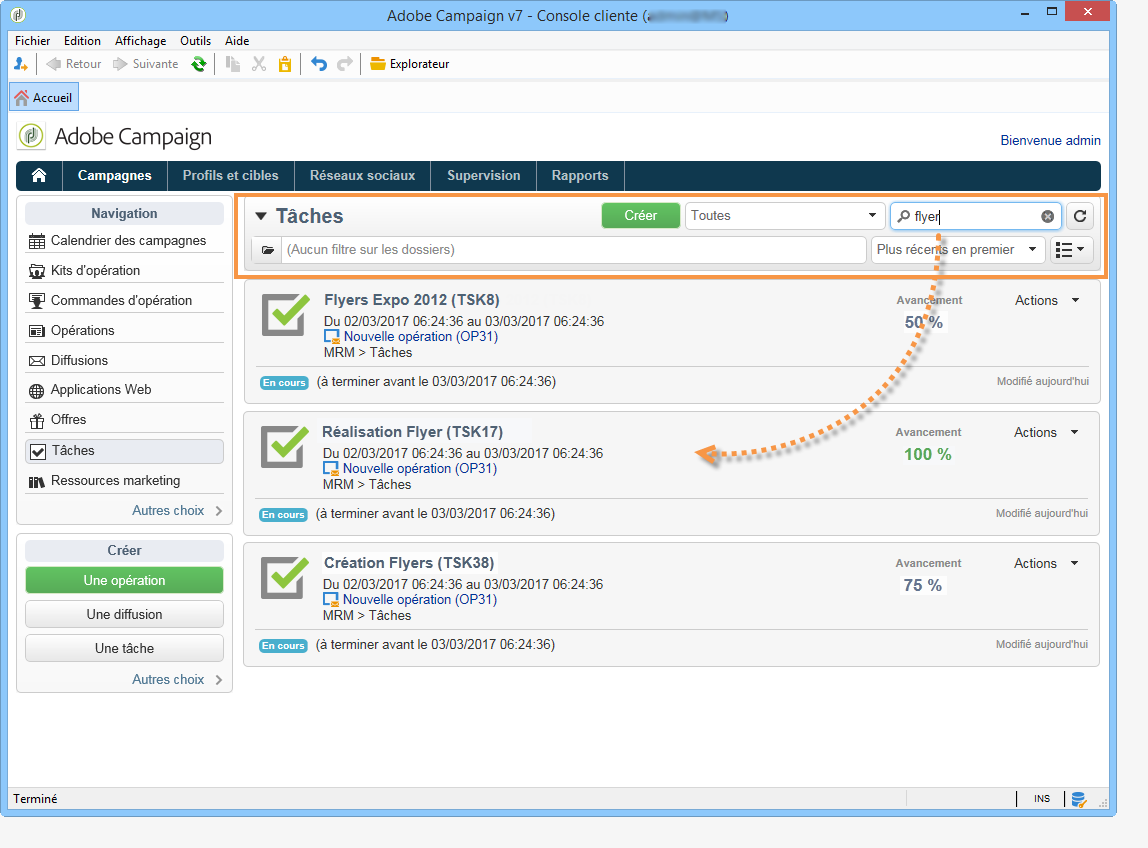 Adobe Campaign v7 - Console cliente (
Fichier Edition Affichage Outils Aide
Retour Suivante Explorateur
Accueil
Adobe Campaign
Bienvenue admin
Campagnes Profils et cibles Réseaux sociaux Supervision Rapports
Navigation
Calendrier des campagnes
Kits d'opération
Commandes d'opération
Opérations
Diffusions
Applications Web
Offres
Tâches
Ressources marketing
Autres choix
Créer
Une opération
Une diffusion
Une tâche
Autres choix
Tâches Créer Toutes flyer
(Aucun filtre sur les dossiers) Plus récents en premier
Flyers Expo 2012 (TSK8) Avancement Actions
Du 02/03/2017 06:24:36 au 03/03/2017 06:24:36 50 %
Nouvelle opération (OP31)
MRM > Tâches
En cours (à terminer avant le 03/03/2017 06:24:36) Modifié aujourd'hui
Réalisation Flyer (TSK17) Avancement Actions
Du 02/03/2017 06:24:36 au 03/03/2017 06:24:36 100 %
Nouvelle opération (OP31)
MRM > Tâches
En cours (à terminer avant le 03/03/2017 06:24:36) Modifié aujourd'hui
Création Flyers (TSK38) Avancement Actions
Du 02/03/2017 06:24:36 au 03/03/2017 06:24:36 75 %
Nouvelle opération (OP31)
MRM > Tâches
En cours (à terminer avant le 03/03/2017 06:24:36) Modifié aujourd'hui
Terminé INS